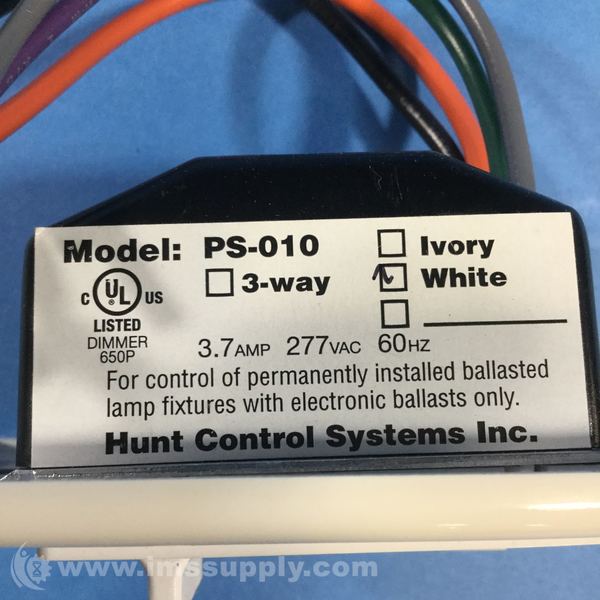 Model: PS-010
Ivory
3-way
White
C UL US
LISTED
DIMMER
650P
3.7AMP 277VAC 60HZ
For control of permanently installed ballasted
lamp fixtures with electronic ballasts only.
Hunt Control Systems Inc.
www.imssupply.com